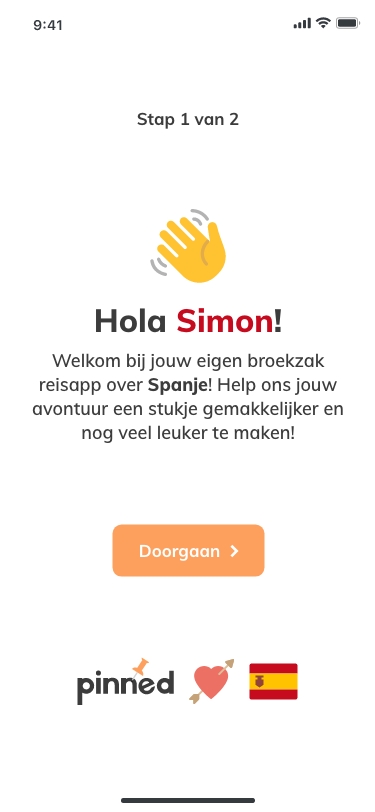 9:41
Stap 1 van 2
Hola Simon!
Welkom bij jouw eigen broekzak
reisapp over Spanje! Help ons jouw
avontuur een stukje gemakkelijker en
nog veel leuker te maken!
Doorgaan
pinned